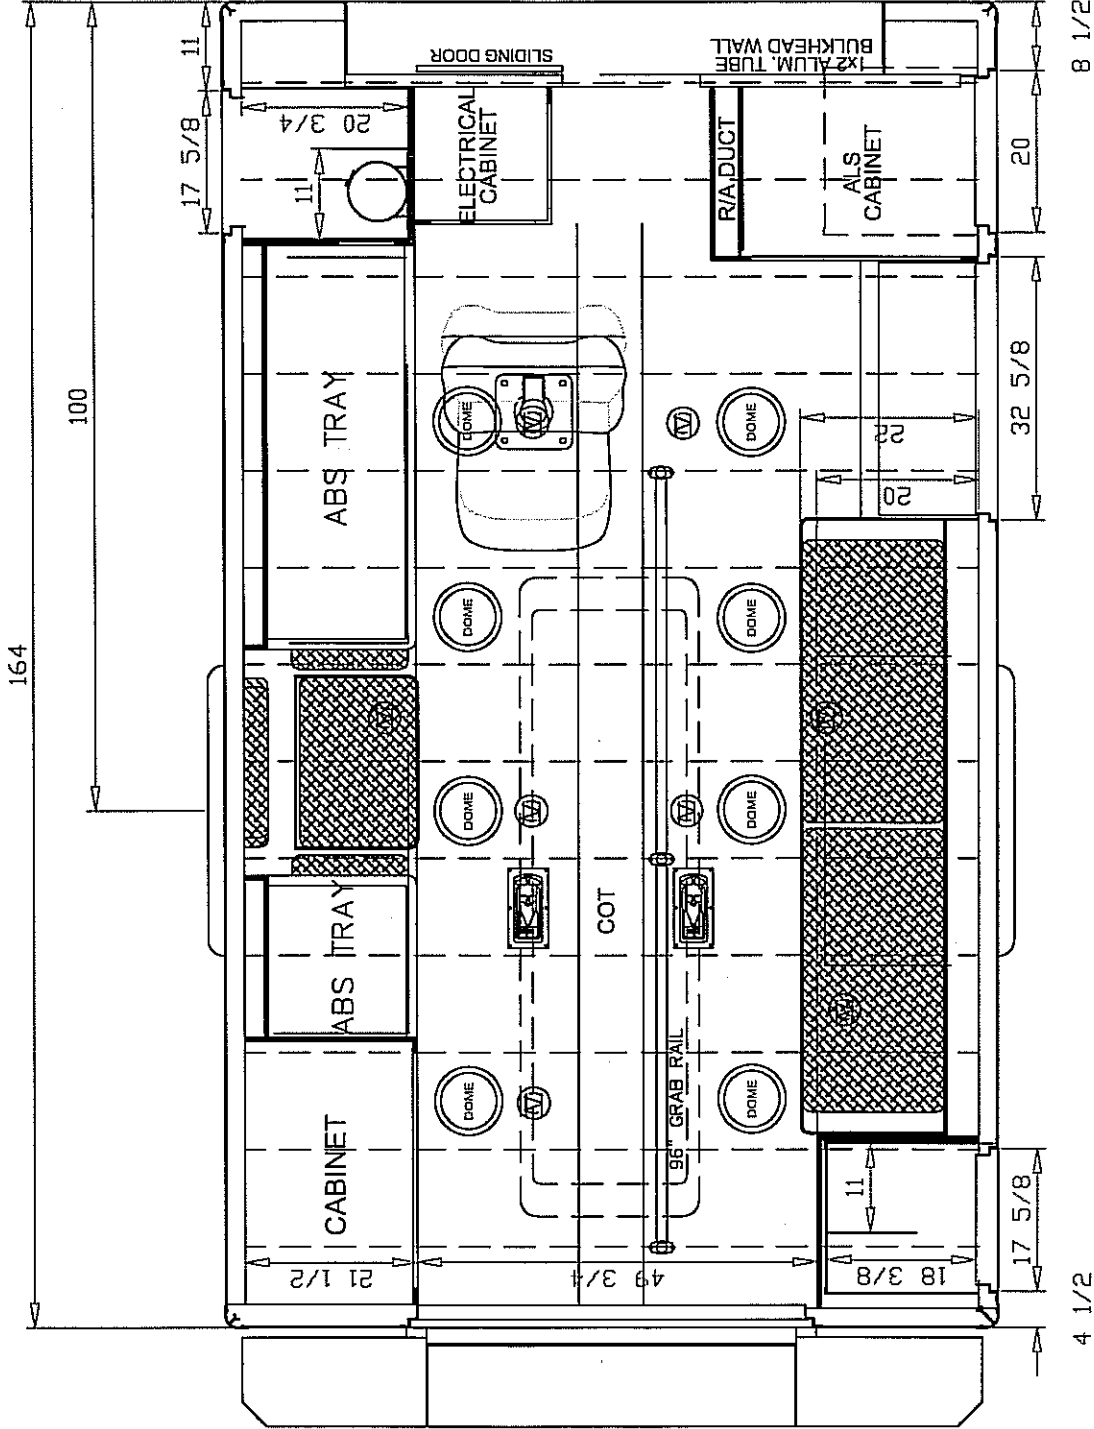 164
100
11
17 5/8
20 3/4
11
SLIDING DOOR
1x2 ALUM. TUBE
BULKHEAD WALL
8 1/2
ELECTRICAL
CABINET
R/A DUCT
ALS
CABINET
20
ABS TRAY
DOME
DOME
32 5/8
22
20
DOME
DOME
DOME
DOME
ABS TRAY
COT
CABINET
DOME
DOME
96" GRAB RAIL
21 1/2
49 3/4
18 3/8
11
17 5/8
4 1/2